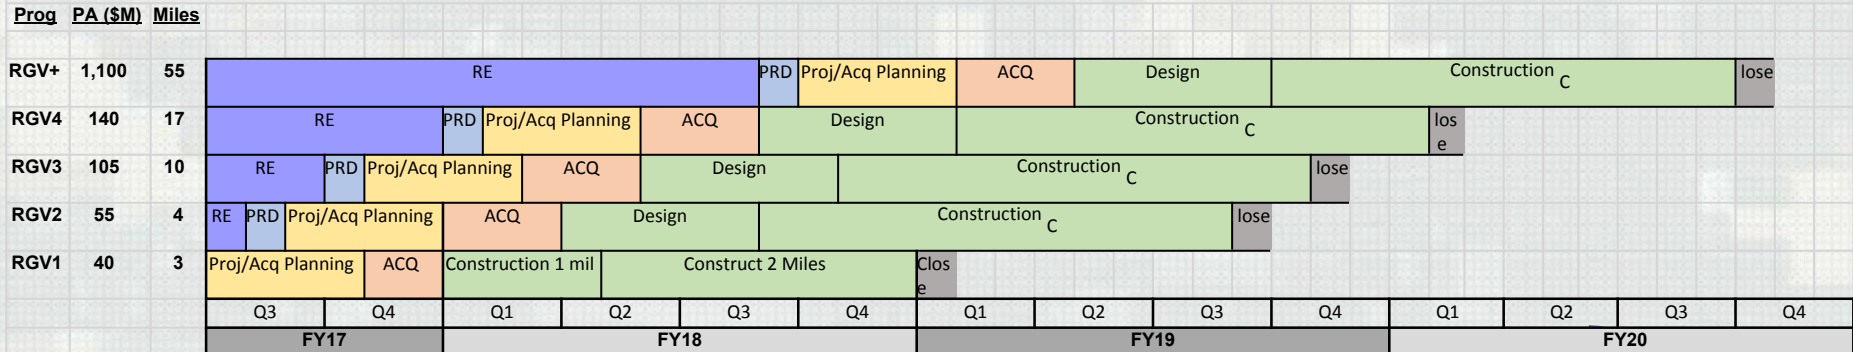 Prog PA ($M) Miles
RGV+ 1,100 55 RE PRD Proj/Acq Planning ACQ Design Construction C lose
RGV4 140 17 RE PRD Proj/Acq Planning ACQ Design Construction C los
e
RGV3 105 10 RE PRD Proj/Acq Planning ACQ Design Construction C lose
RGV2 55 4 RE PRD Proj/Acq Planning ACQ Design Construction C lose
RGV1 40 3 Proj/Acq Planning ACQ Construction 1 mil Construct 2 Miles Clos
e
Q3 Q4 Q1 Q2 Q3 Q4 Q1 Q2 Q3 Q4 Q1 Q2 Q3 Q4
FY17 FY18 FY19 FY20